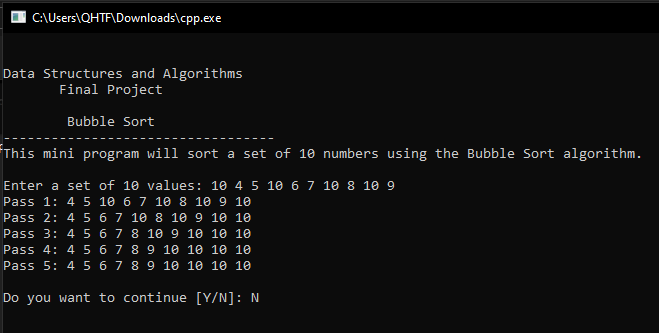 C:\Users\QHTF\Downloads\cpp.exe
Data Structures and Algorithms
Final Project
Bubble Sort
----------------------------------
This mini program will sort a set of 10 numbers using the Bubble Sort algorithm.
Enter a set of 10 values: 10 4 5 10 6 7 10 8 10 9
Pass 1: 4 5 10 6 7 10 8 10 9 10
Pass 2: 4 5 6 7 10 8 10 9 10 10
Pass 3: 4 5 6 7 8 10 9 10 10 10
Pass 4: 4 5 6 7 8 9 10 10 10 10
Pass 5: 4 5 6 7 8 9 10 10 10 10
Do you want to continue [Y/N]: N